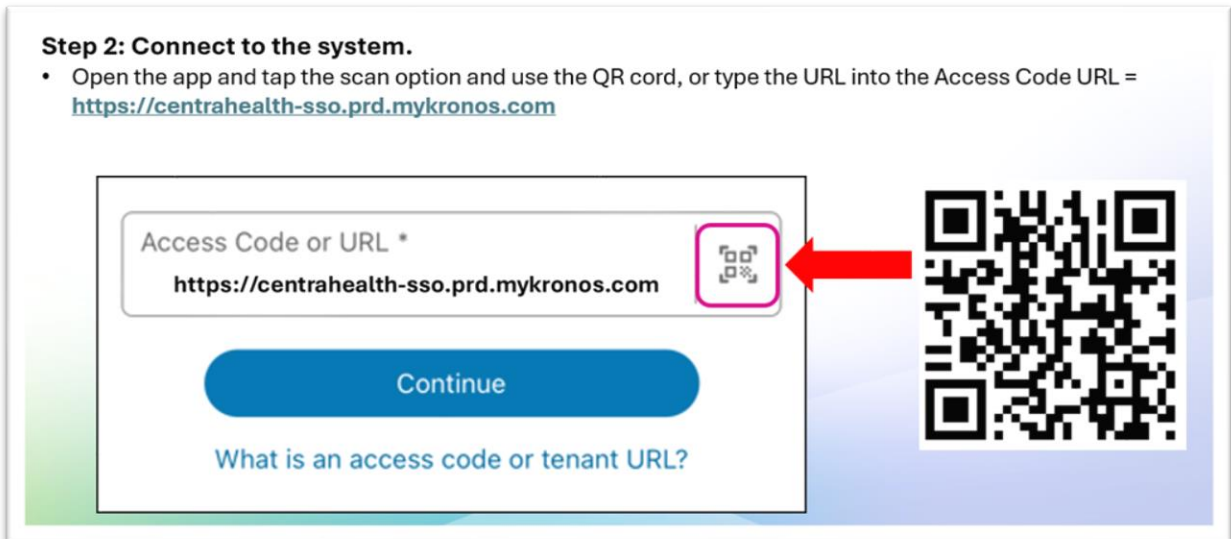 Step 2: Connect to the system.
• Open the app and tap the scan option and use the QR cord, or type the URL into the Access Code URL =
https://centrahealth-sso.prd.mykronos.com
Access Code or URL *
https://centrahealth-sso.prd.mykronos.com
Continue
What is an access code or tenant URL?